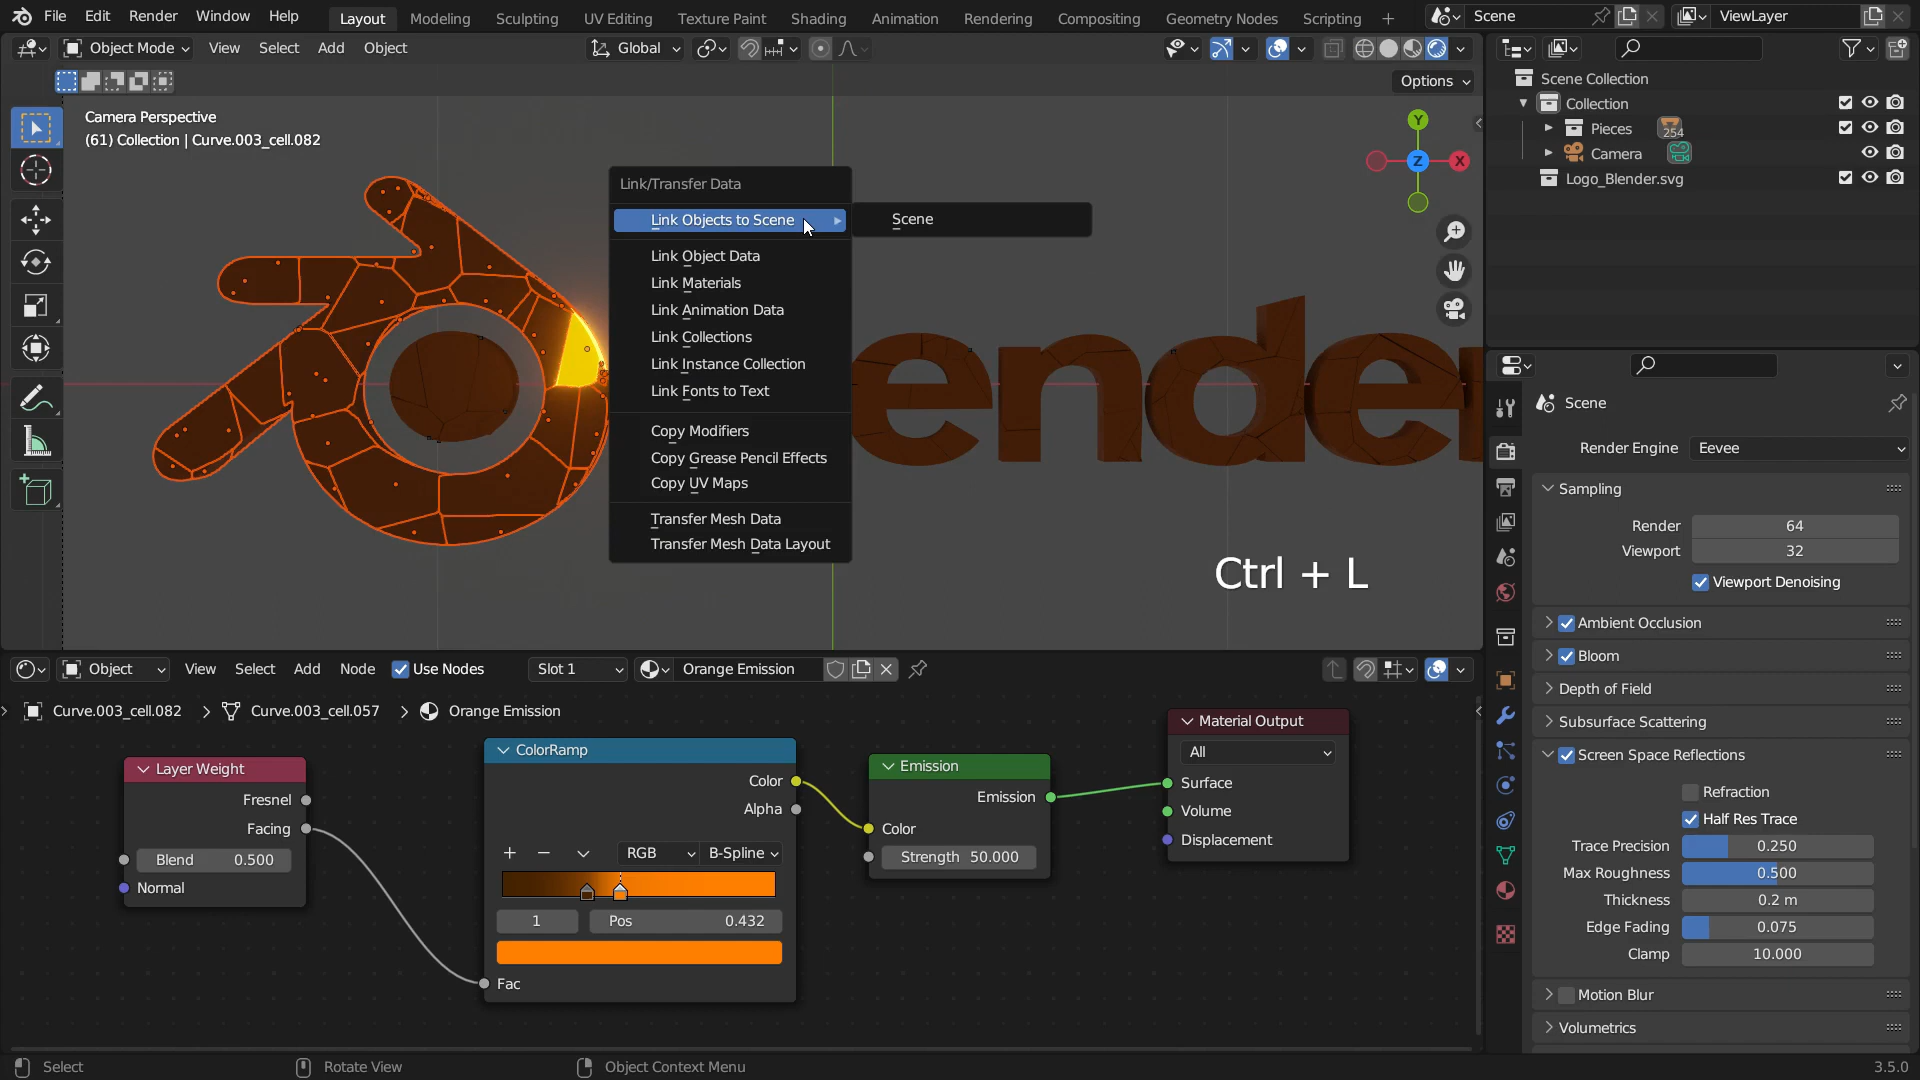 File Edit Render Window Help Layout Modeling Sculpting UV Editing Texture Paint Shading Animation Rendering Compositing Geometry Nodes Scripting + Scene ViewLayer
Object Mode View Select Add Object Global
Options
Camera Perspective
(61) Collection | Curve.003_cell.082
Y
X
Z
Link/Transfer Data
Link Objects to Scene
Scene
Link Object Data
Link Materials
Link Animation Data
Link Collections
Link Instance Collection
Link Fonts to Text
Copy Modifiers
Copy Grease Pencil Effects
Copy UV Maps
Transfer Mesh Data
Transfer Mesh Data Layout
ender
Ctrl + L
Scene Collection
Collection
Pieces 254
Camera
Logo_Blender.svg
Scene
Render Engine Eevee
Sampling
Render 64
Viewport 32
Viewport Denoising
Ambient Occlusion
Bloom
Depth of Field
Subsurface Scattering
Screen Space Reflections
Refraction
Half Res Trace
Trace Precision 0.250
Max Roughness 0.500
Thickness 0.2 m
Edge Fading 0.075
Clamp 10.000
Motion Blur
Volumetrics
Object View Select Add Node Use Nodes Slot 1 Orange Emission
Curve.003_cell.082 Curve.003_cell.057 Orange Emission
Layer Weight
Fresnel
Facing
Blend 0.500
Normal
ColorRamp
Color
Alpha
+ − RGB B-Spline
1 Pos 0.432
Fac
Emission
Emission
Color
Strength 50.000
Material Output
All
Surface
Volume
Displacement
Select Rotate View Object Context Menu 3.5.0